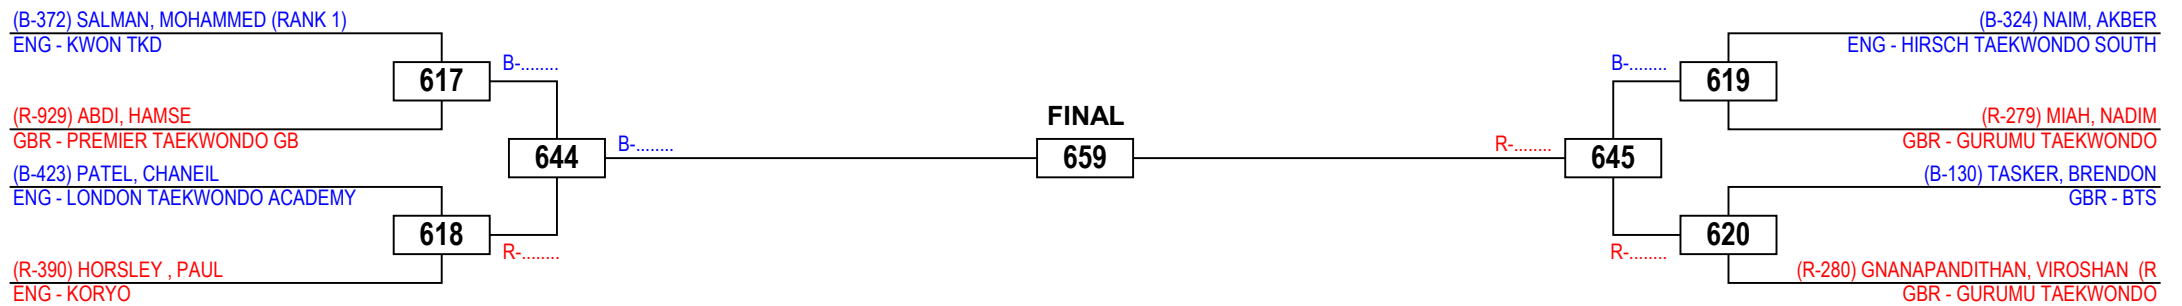 (B-372) SALMAN, MOHAMMED (RANK 1)
ENG - KWON TKD
617
(R-929) ABDI, HAMSE
GBR - PREMIER TAEKWONDO GB
B-........
644
B-........
(B-423) PATEL, CHANEIL
ENG - LONDON TAEKWONDO ACADEMY
618
R-........
(R-390) HORSLEY , PAUL
ENG - KORYO
FINAL
659
(B-324) NAIM, AKBER
ENG - HIRSCH TAEKWONDO SOUTH
B-........
619
(R-279) MIAH, NADIM
GBR - GURUMU TAEKWONDO
R-........
645
(B-130) TASKER, BRENDON
GBR - BTS
620
R-........
(R-280) GNANAPANDITHAN, VIROSHAN (R
GBR - GURUMU TAEKWONDO